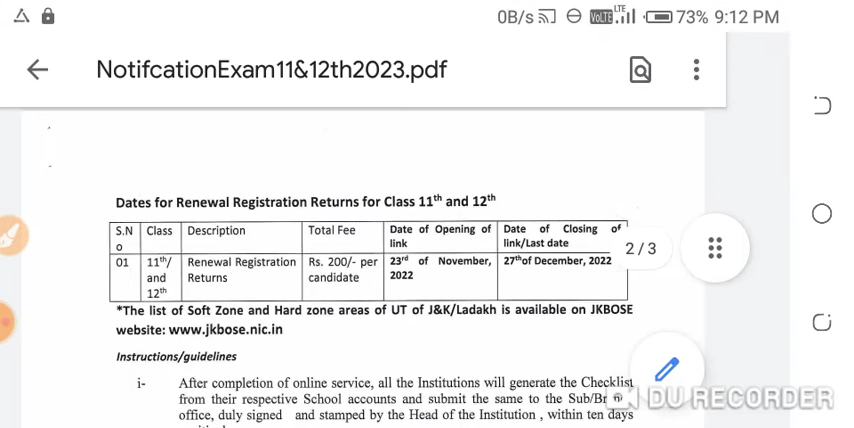 0B/s VoLTE LTE 73% 9:12 PM
NotifcationExam11&12th2023.pdf
Dates for Renewal Registration Returns for Class 11th and 12th
S.No Class Description Total Fee Date of Opening of link Date of Closing of link/Last date
01 11th/ and 12th Renewal Registration Returns Rs. 200/- per candidate 23rd of November, 2022 27thof December, 2022
2/3
*The list of Soft Zone and Hard zone areas of UT of J&K/Ladakh is available on JKBOSE
website: www.jkbose.nic.in
Instructions/guidelines
i- After completion of online service, all the Institutions will generate the Checklist
from their respective School accounts and submit the same to the Sub/Br
office, duly signed and stamped by the Head of the Institution , within ten days
DU RECORDER